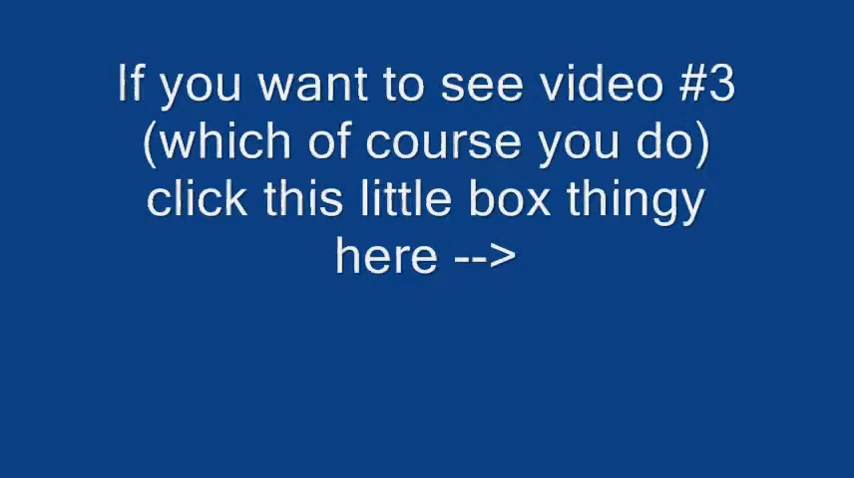 If you want to see video #3
(which of course you do)
click this little box thingy
here -->